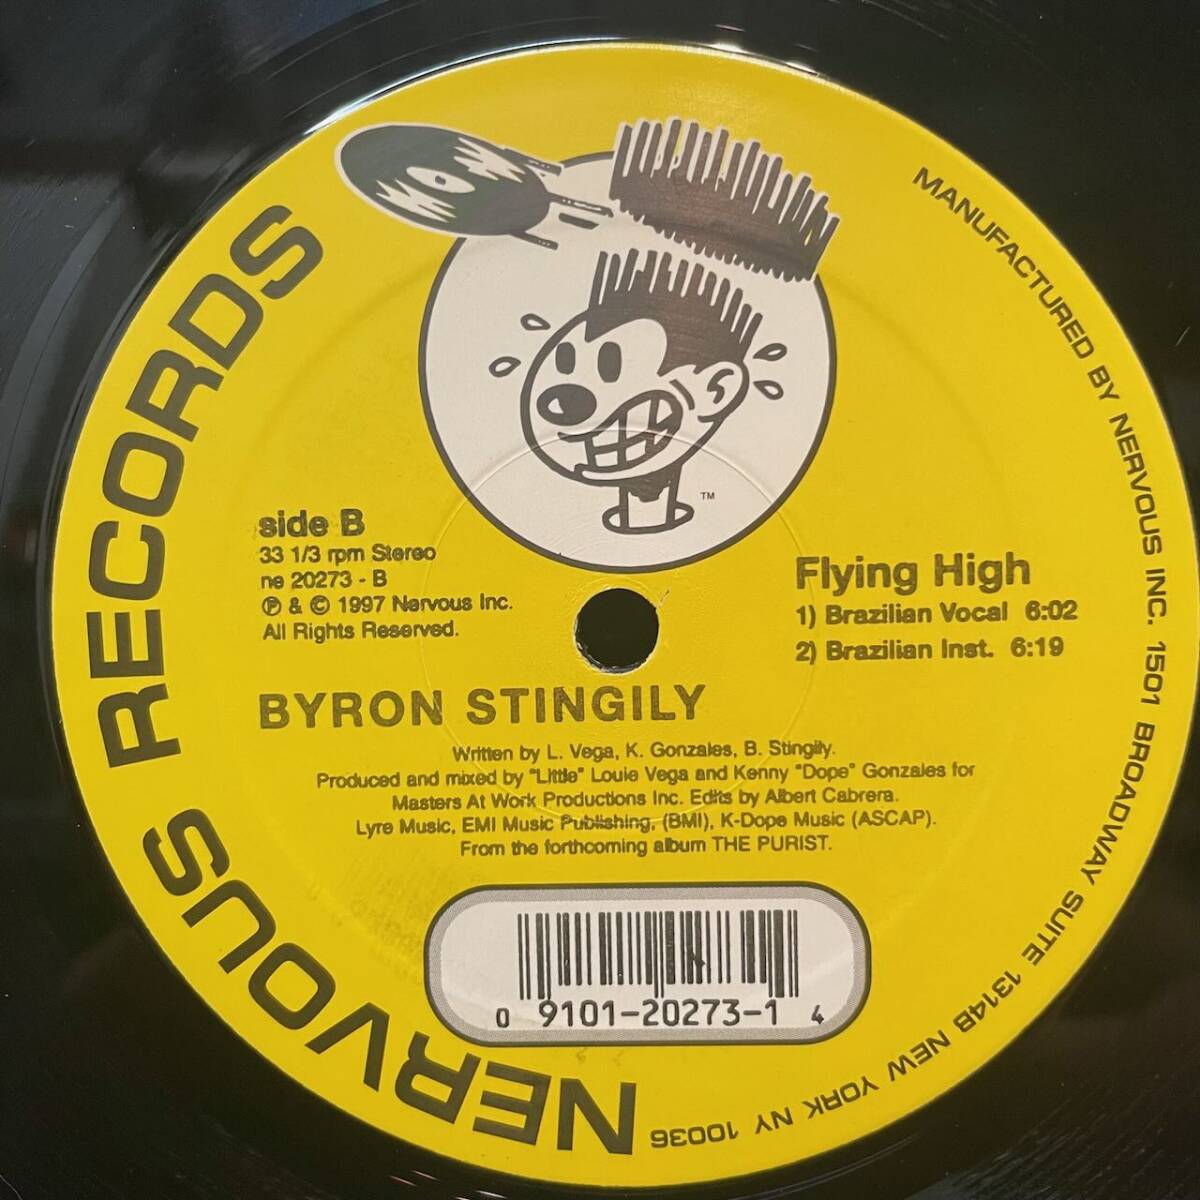 NERVOUS RECORDS
MANUFACTURED BY NERVOUS INC. 1501 BROADWAY SUITE 1314B NEW YORK NY 10036
TM
side B
33 1/3 rpm Stereo
ne 20273 - B
℗ & © 1997 Nervous Inc.
All Rights Reserved.
Flying High
1) Brazilian Vocal 6:02
2) Brazilian Inst. 6:19
BYRON STINGILY
Written by L. Vega, K. Gonzales, B. Stingily.
Produced and mixed by "Little" Louie Vega and Kenny "Dope" Gonzales for
Masters At Work Productions Inc. Edits by Albert Cabrera.
Lyre Music, EMI Music Publishing, (BMI), K-Dope Music (ASCAP).
From the forthcoming album THE PURIST.
0 9101-20273-1 4